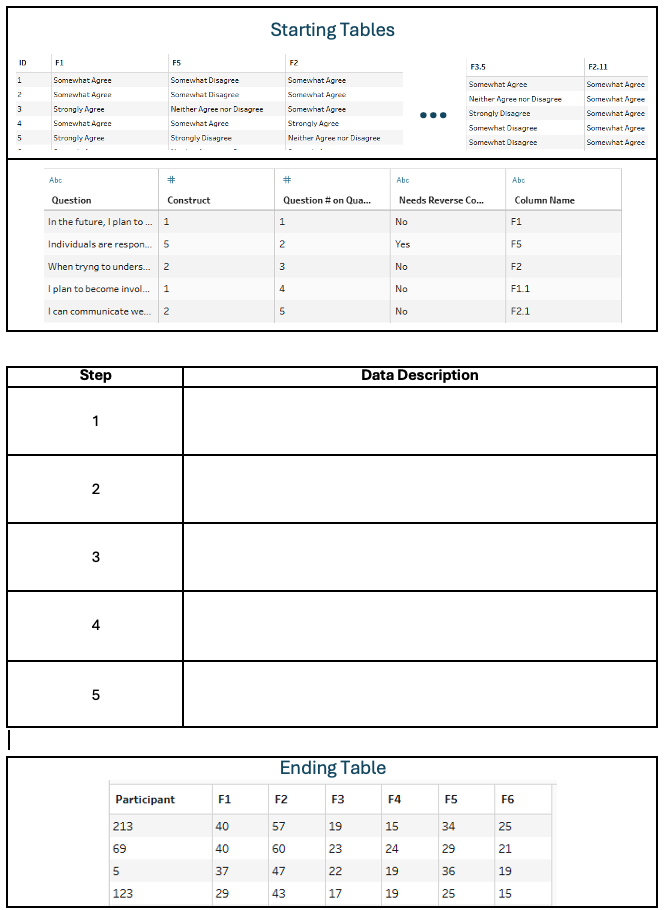 Starting Tables
ID F1 F5 F2 F3.5 F2.11
1 Somewhat Agree Somewhat Disagree Somewhat Agree Somewhat Agree Somewhat Agree
2 Somewhat Agree Somewhat Disagree Somewhat Agree Neither Agree nor Disagree Somewhat Agree
3 Strongly Agree Neither Agree nor Disagree Somewhat Agree Strongly Disagree Somewhat Agree
4 Somewhat Agree Somewhat Agree Strongly Agree Somewhat Disagree Somewhat Agree
5 Strongly Agree Strongly Disagree Neither Agree nor Disagree Somewhat Disagree Somewhat Agree
Abc # # Abc Abc
Question Construct Question # on Qua... Needs Reverse Co... Column Name
In the future, I plan to ... 1 1 No F1
Individuals are respon... 5 2 Yes F5
When tryng to unders... 2 3 No F2
I plan to become invol... 1 4 No F1.1
I can communicate we... 2 5 No F2.1
Step Data Description
1
2
3
4
5
Ending Table
Participant F1 F2 F3 F4 F5 F6
213 40 57 19 15 34 25
69 40 60 23 24 29 21
5 37 47 22 19 36 19
123 29 43 17 19 25 15